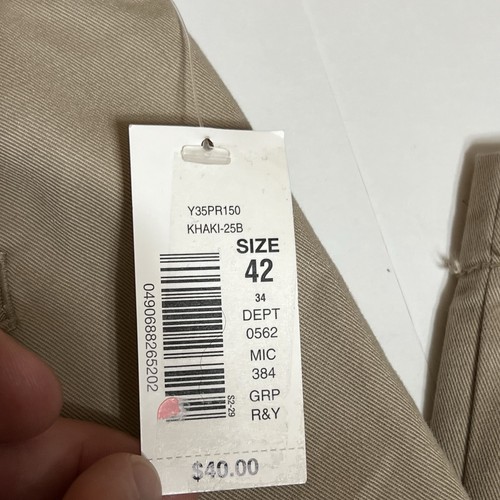 Y35PR150
KHAKI-25B
SIZE
42
34
DEPT
0562
MIC
384
GRP
R&Y
0490688265202
S2-29
$40.00